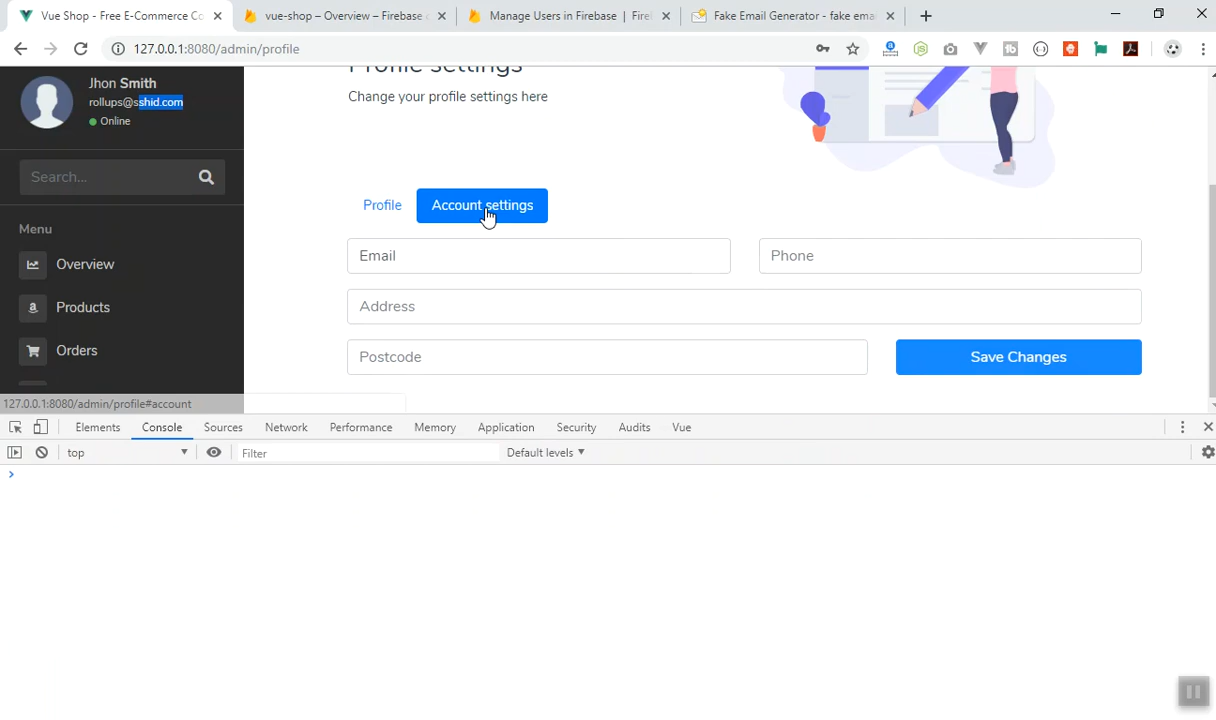 Vue Shop - Free E-Commerce Co
vue-shop – Overview – Firebase c
Manage Users in Firebase | Fire
Fake Email Generator - fake ema
127.0.0.1:8080/admin/profile
Jhon Smith
rollups@sshid.com
Online
Search...
Menu
Overview
Products
Orders
Profile settings
Change your profile settings here
Profile
Account settings
Email
Phone
Address
Postcode
Save Changes
127.0.0.1:8080/admin/profile#account
Elements
Console
Sources
Network
Performance
Memory
Application
Security
Audits
Vue
top
Filter
Default levels